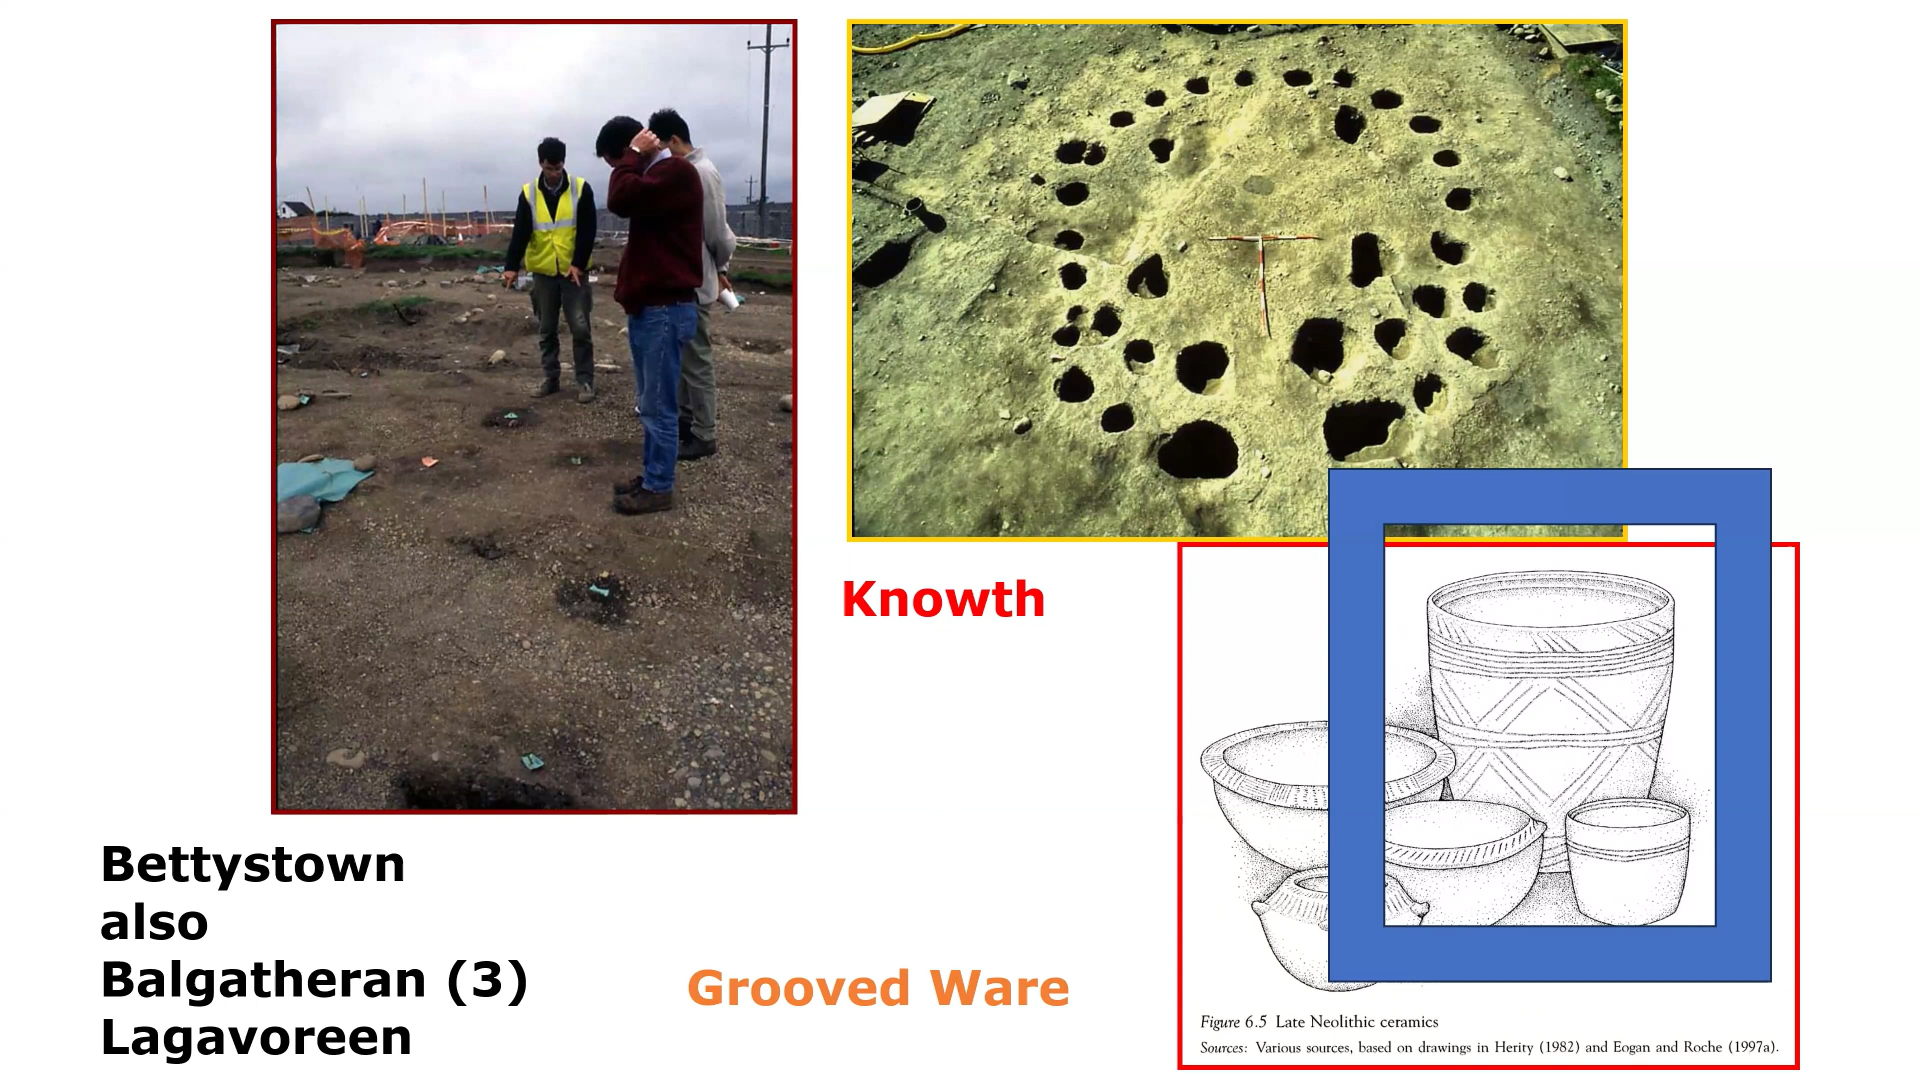 Knowth
Bettystown
also
Balgatheran (3)
Lagavoreen
Grooved Ware
Figure 6.5 Late Neolithic ceramics
Sources: Various sources, based on drawings in Herity (1982) and Eogan and Roche (1997a).